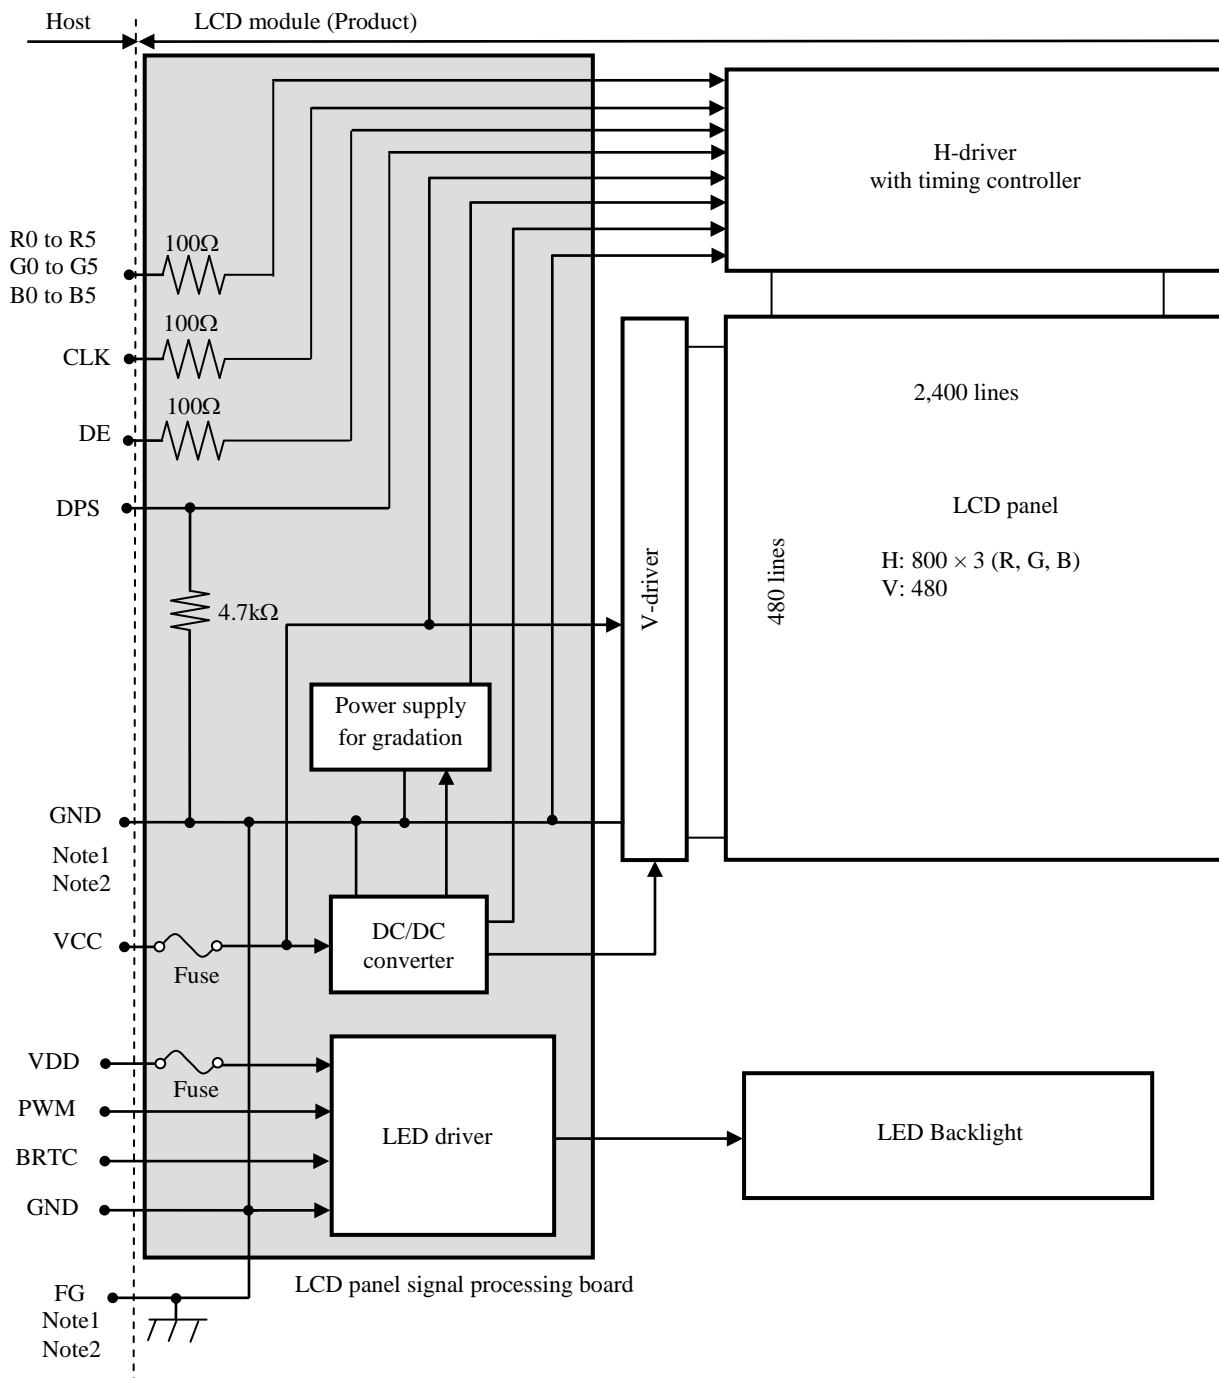 Host
LCD module (Product)
H-driver
with timing controller
R0 to R5
G0 to G5
B0 to B5
100Ω
CLK
100Ω
DE
100Ω
DPS
4.7kΩ
2,400 lines
LCD panel
H: 800 × 3 (R, G, B)
V: 480
480 lines
V-driver
Power supply
for gradation
GND
Note1
Note2
VCC
Fuse
DC/DC
converter
VDD
Fuse
PWM
BRTC
GND
LED driver
LED Backlight
LCD panel signal processing board
FG
Note1
Note2